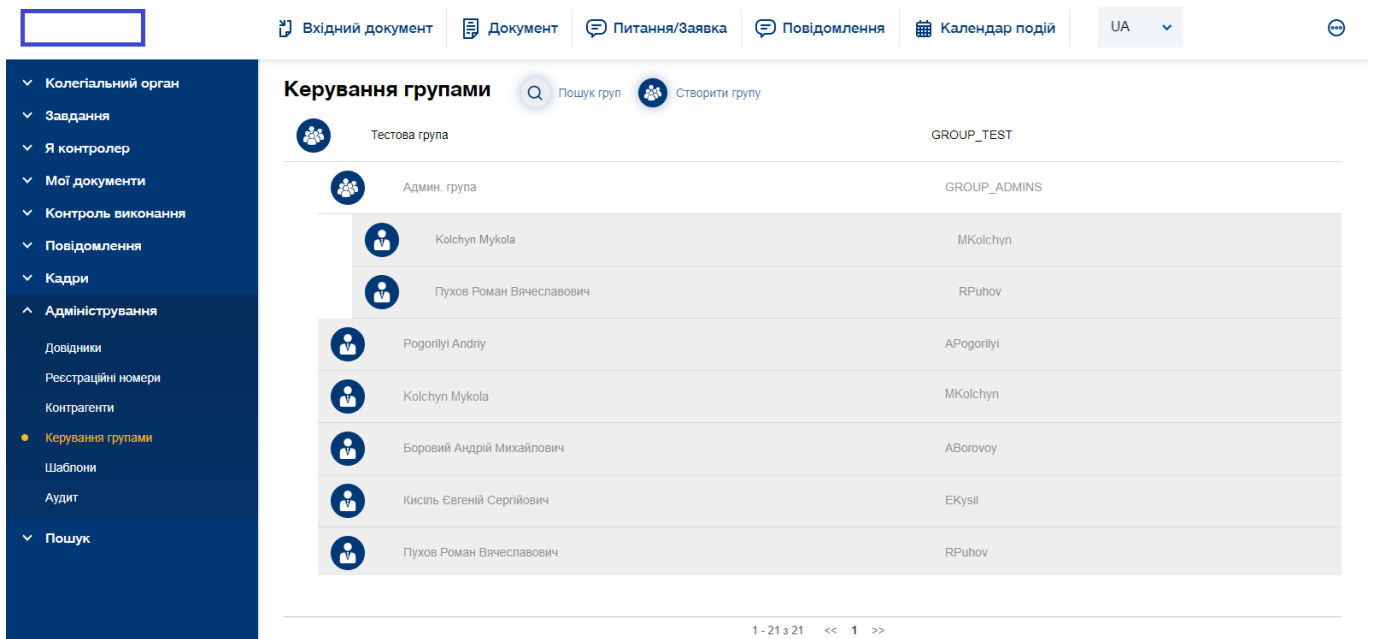 Вхідний документ
Документ
Питання/Заявка
Повідомлення
Календар подій
UA
Колегіальний орган
Завдання
Я контролер
Мої документи
Контроль виконання
Повідомлення
Кадри
Адміністрування
Довідники
Реєстраційні номери
Контрагенти
Керування групами
Шаблони
Аудит
Пошук
Керування групами Пошук груп Створити групу
Тестова група GROUP_TEST
Админ. група GROUP_ADMINS
Kolchyn Mykola MKolchyn
Пухов Роман Вячеславович RPuhov
Pogorilyi Andriy APogorilyi
Kolchyn Mykola MKolchyn
Боровий Андрій Михайлович ABorovoy
Кисіль Євгеній Сергійович EKysil
Пухов Роман Вячеславович RPuhov
1 - 21 з 21 << 1 >>